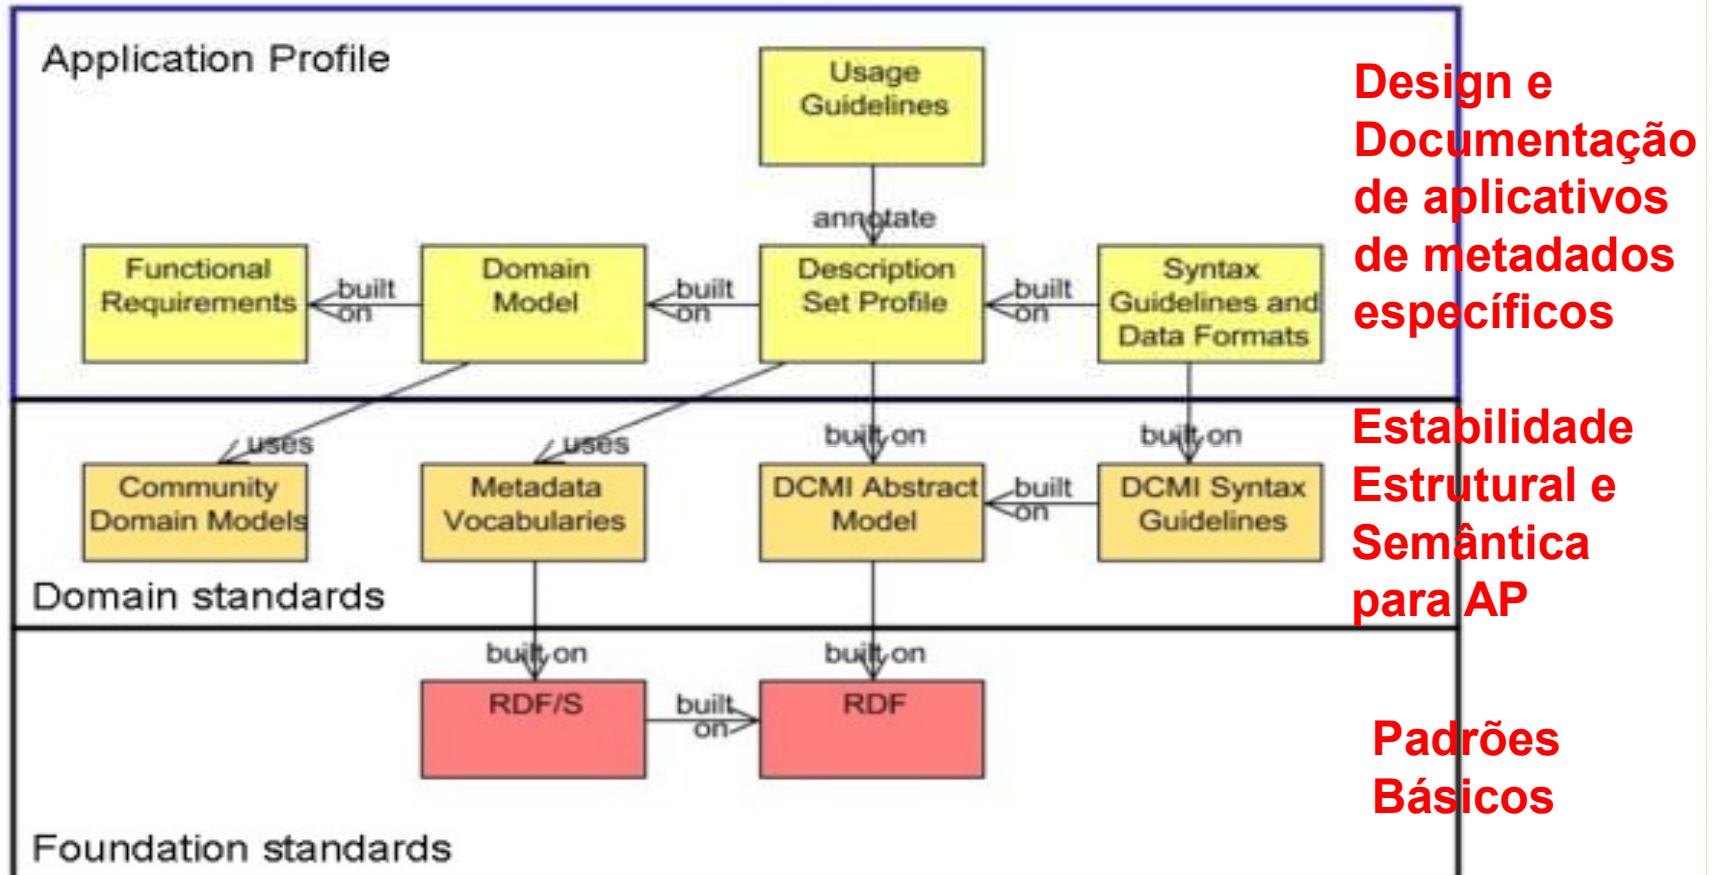 Application Profile
Usage
Guidelines
annotate
Functional
Requirements
built
on
Domain
Model
built
on
Description
Set Profile
built
on
Syntax
Guidelines and
Data Formats
Design e
Documentação
de aplicativos
de metadados
específicos
uses
uses
built on
built on
Community
Domain Models
Metadata
Vocabularies
DCMI Abstract
Model
built
on
DCMI Syntax
Guidelines
Domain standards
Estabilidade
Estrutural e
Semântica
para AP
built on
built on
RDF/S
built
on
RDF
Foundation standards
Padrões
Básicos